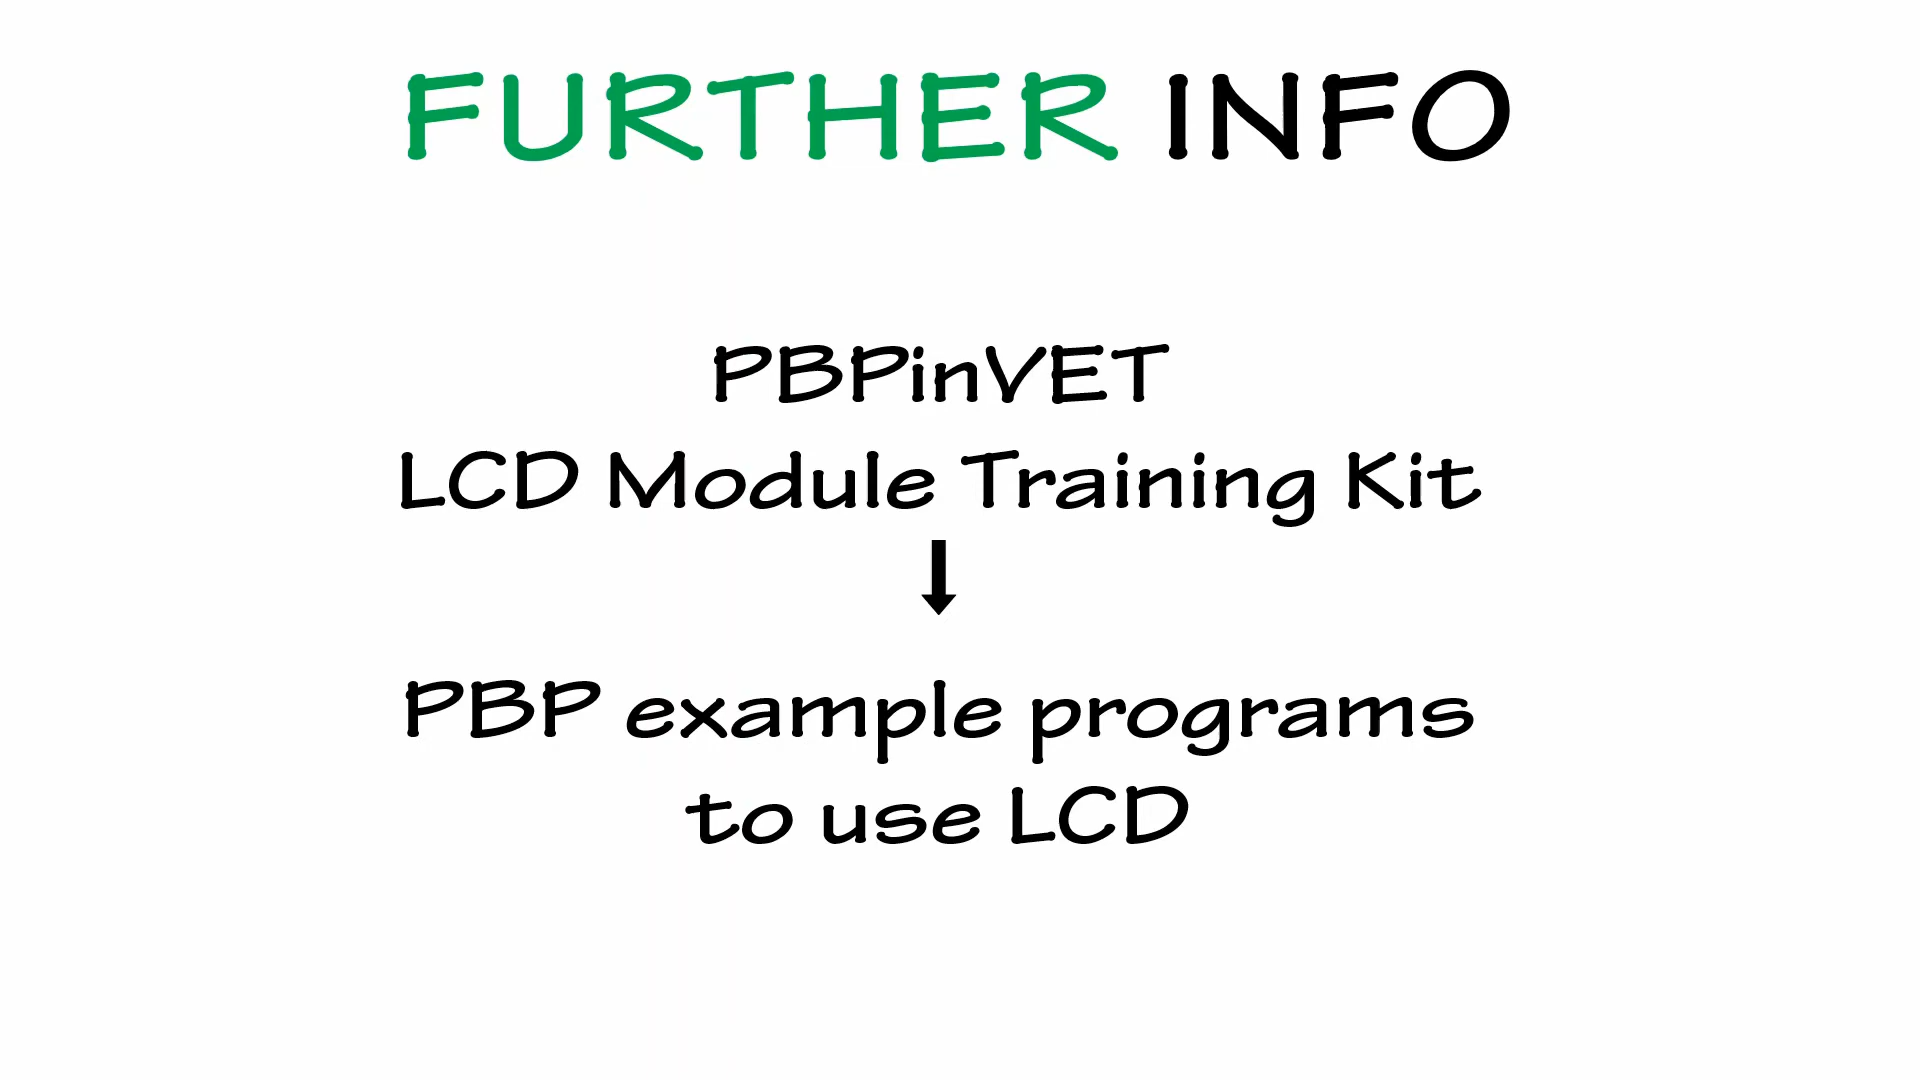 FURTHER INFO
PBPinVET
LCD Module Training Kit
PBP example programs
to use LCD